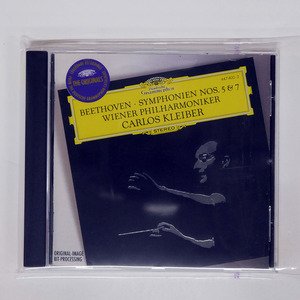 THE ORIGINALS
Deutsche
Grammophon
BEETHOVEN · SYMPHONIEN NOS. 5 & 7
WIENER PHILHARMONIKER
CARLOS KLEIBER
STEREO
ORIGINAL-IMAGE
BIT-PROCESSING